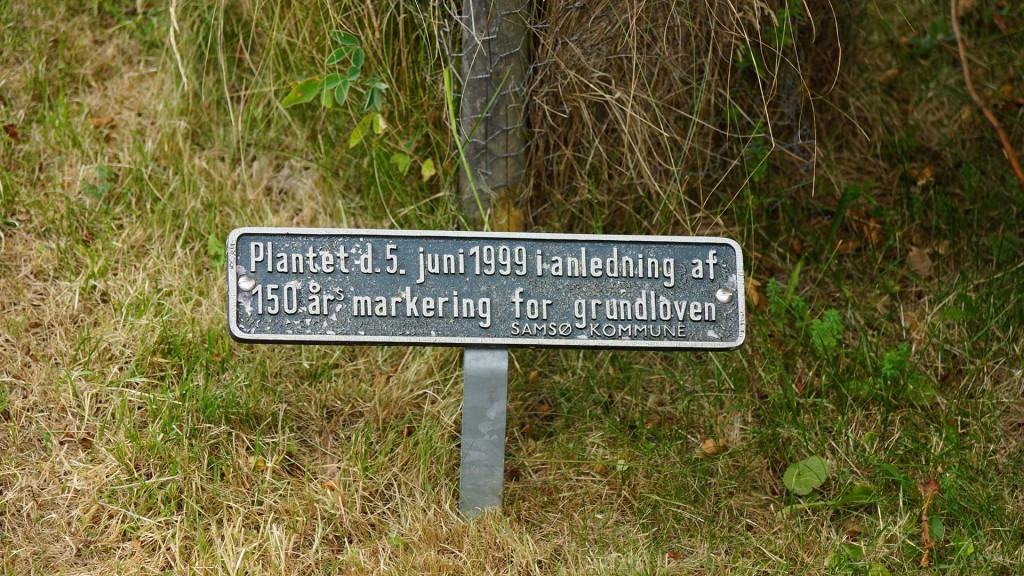 Plantet d. 5. juni 1999 i anledning af
150 års markering for grundloven
SAMSØ KOMMUNE